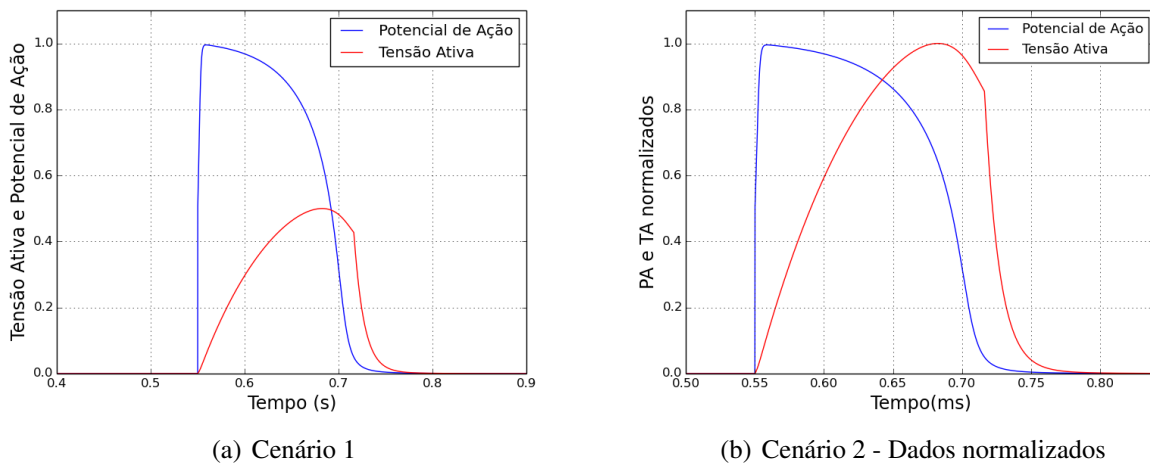 Tensão Ativa e Potencial de Ação
1.0
0.8
0.6
0.4
0.2
0.0
Potencial de Ação
Tensão Ativa
0.4 0.5 0.6 0.7 0.8 0.9
Tempo (s)
(a) Cenário 1
PA e TA normalizados
1.0
0.8
0.6
0.4
0.2
0.0
Potencial de Ação
Tensão Ativa
0.50 0.55 0.60 0.65 0.70 0.75 0.80
Tempo(ms)
(b) Cenário 2 - Dados normalizados